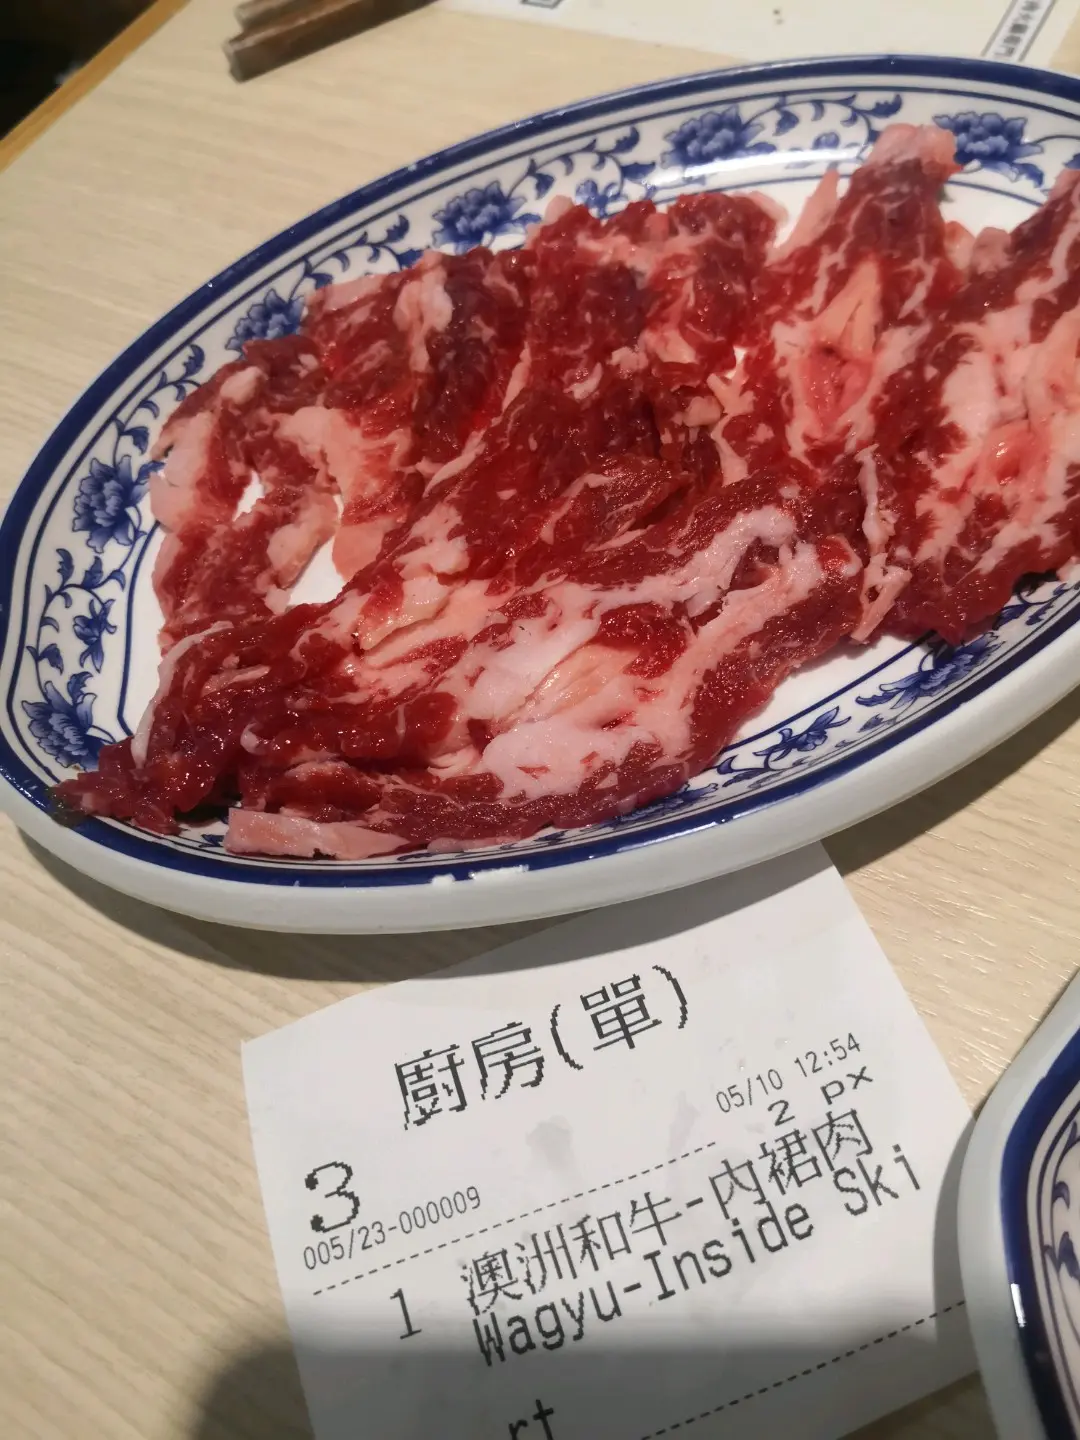 廚房(單)
05/10 12:54
3
2 px
005/23-000009
1 澳洲和牛-內裙肉
Wagyu-Inside Ski
rt